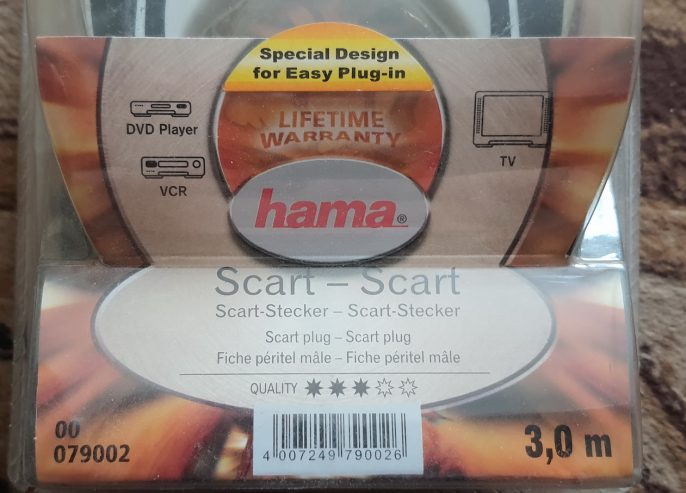 Special Design
for Easy Plug-in
LIFETIME
WARRANTY
DVD Player
VCR
TV
hama®
Scart – Scart
Scart-Stecker – Scart-Stecker
Scart plug – Scart plug
Fiche péritel mâle – Fiche péritel mâle
QUALITY
00
079002
4 007249 790026
3,0 m